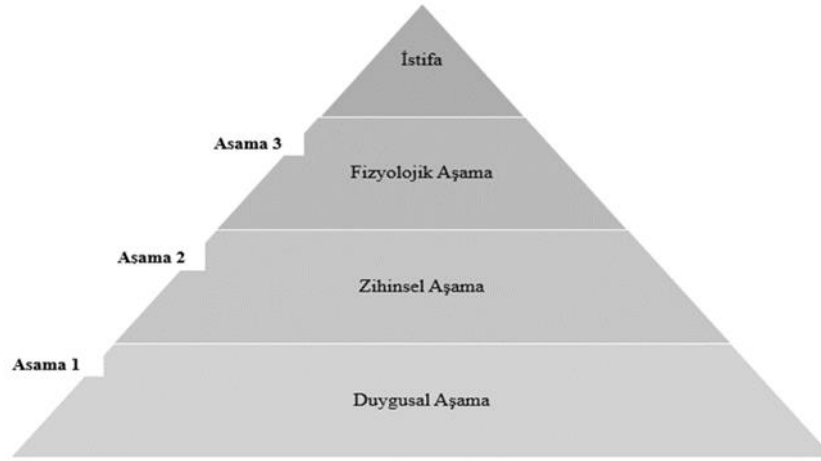 İstifa
Asama 3
Fizyolojik Aşama
Aşama 2
Zihinsel Aşama
Asama 1
Duygusal Aşama